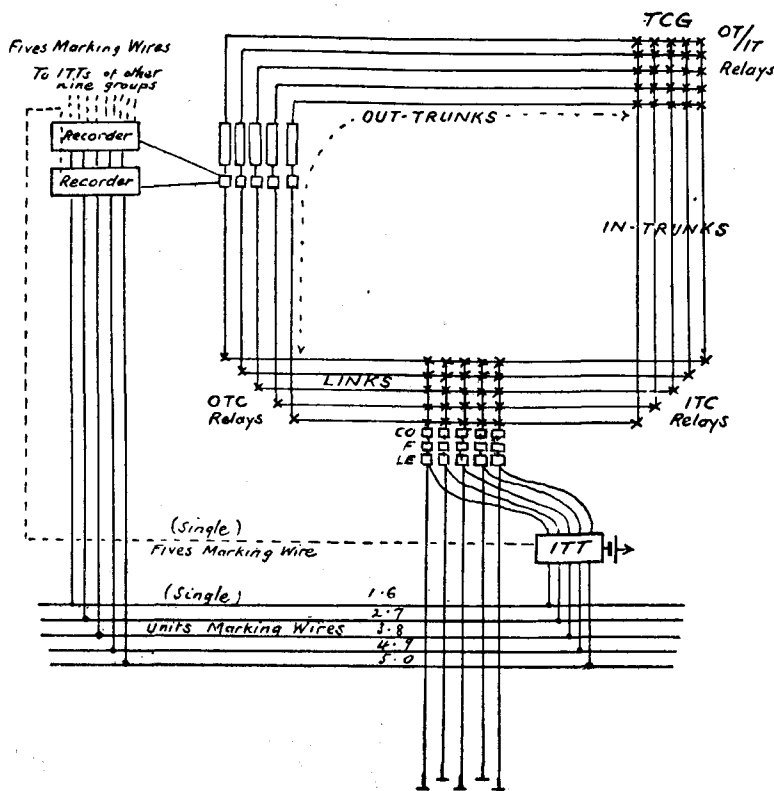 Fives Marking Wires
To ITTs of other
nine groups
Recorder
Recorder
TCG
OT/IT
Relays
OUT-TRUNKS
IN-TRUNKS
LINKS
OTC
Relays
ITC
Relays
CO
F
LE
ITT
(Single)
Fives Marking Wire
(Single)
1.6
2.7
Units Marking Wires
3.8
4.9
5.0